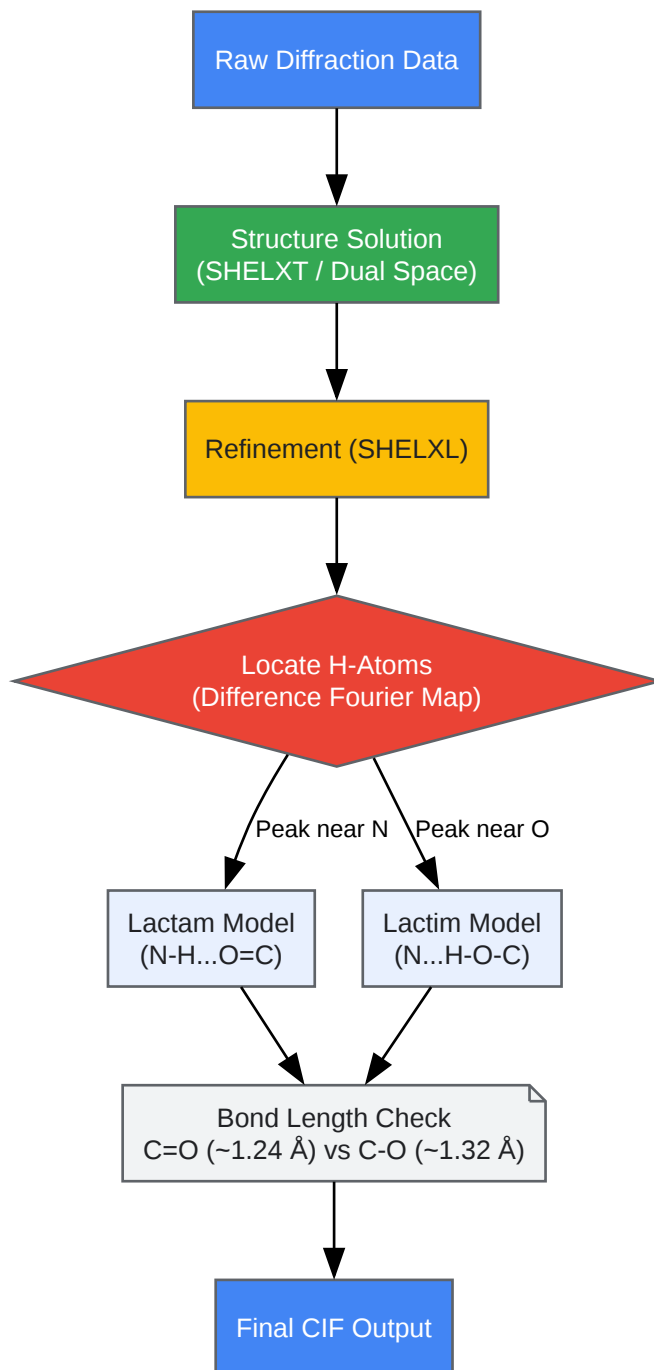 Raw Diffraction Data
Structure Solution
(SHELXT / Dual Space)
Refinement (SHELXL)
Locate H-Atoms
(Difference Fourier Map)
Peak near N
Peak near O
Lactam Model
(N-H...O=C)
Lactim Model
(N...H-O-C)
Bond Length Check
C=O (~1.24 Å) vs C-O (~1.32 Å)
Final CIF Output